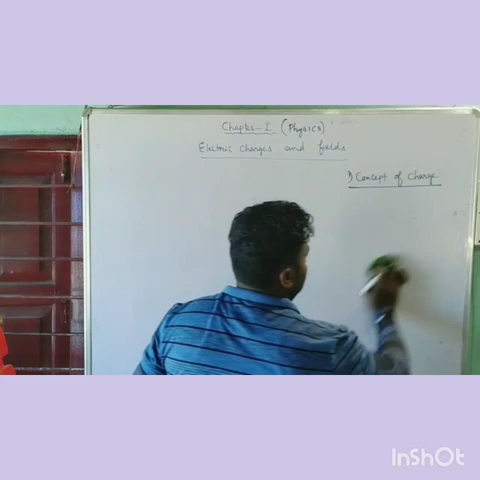 Chapter-1 (Physics)
Electric Charges and fields
1) Concept of Charge
InShOt